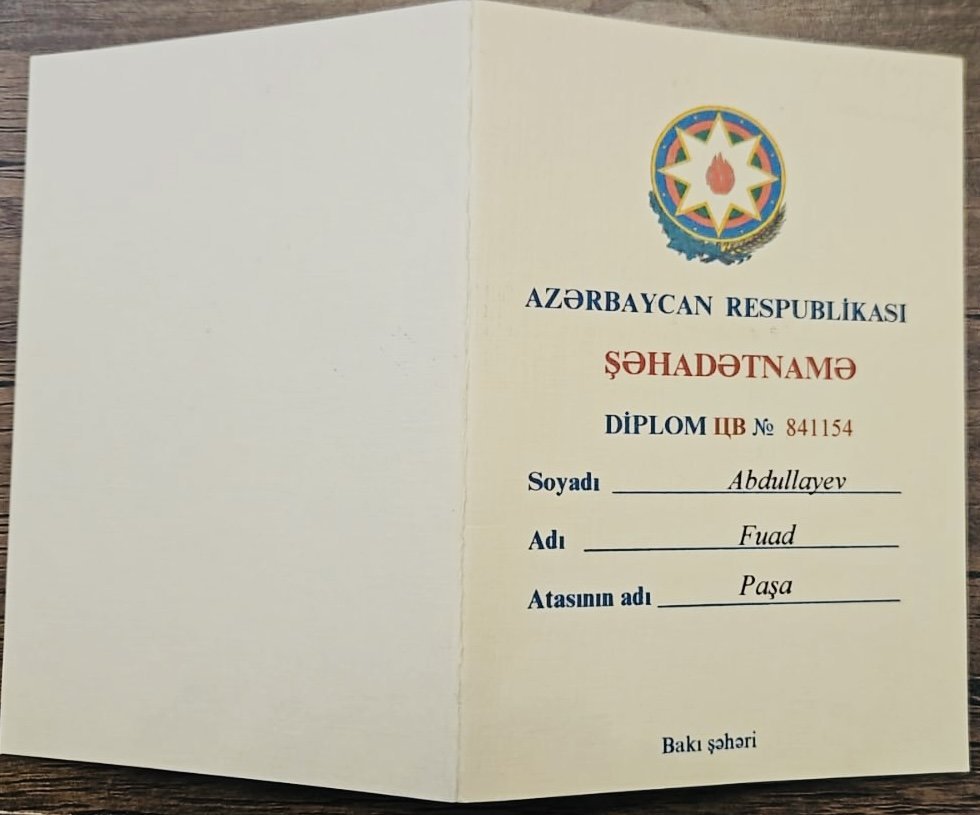 AZƏRBAYCAN RESPUBLİKASI
ŞƏHADƏTNAMƏ
DİPLOM ЦВ № 841154
Soyadı Abdullayev
Adı Fuad
Atasının adı Paşa
Bakı şəhəri